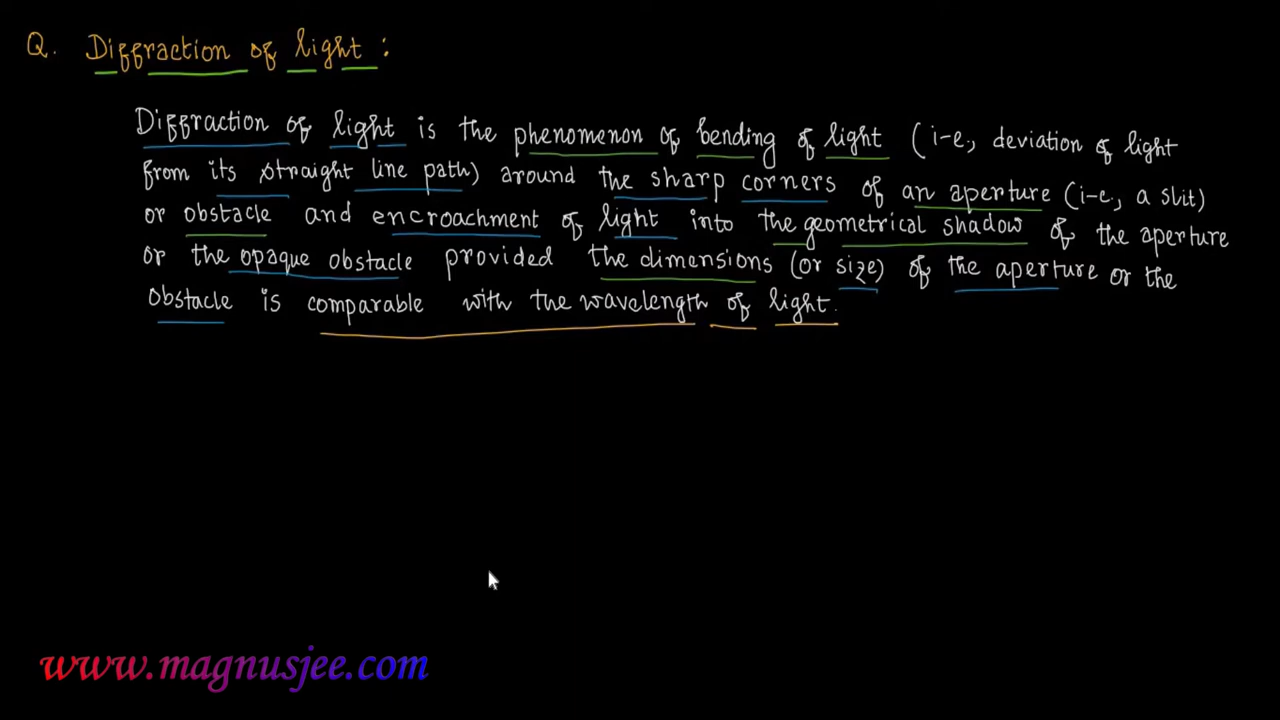 Q. Diffraction of light :
Diffraction of light is the phenomenon of bending of light (i-e, deviation of light
from its straight line path) around the sharp corners of an aperture (i-e, a slit)
or obstacle and encroachment of light into the geometrical shadow of the aperture
or the opaque obstacle provided the dimensions (or size) of the aperture or the
obstacle is comparable with the wavelength of light.
www.magnusjee.com